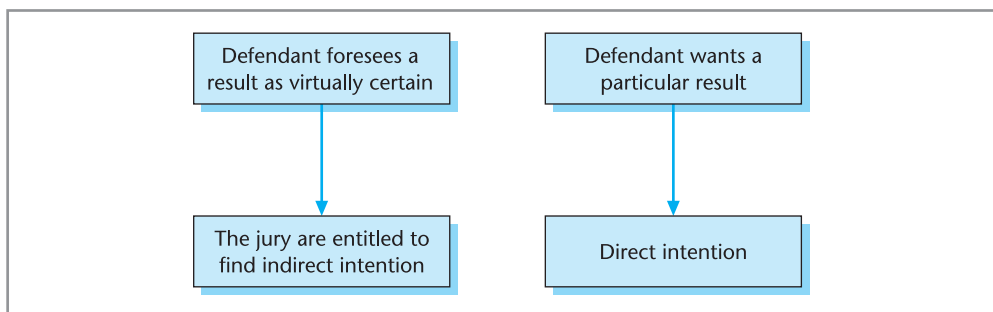 Defendant foresees a
result as virtually certain
Defendant wants a
particular result
The jury are entitled to
find indirect intention
Direct intention